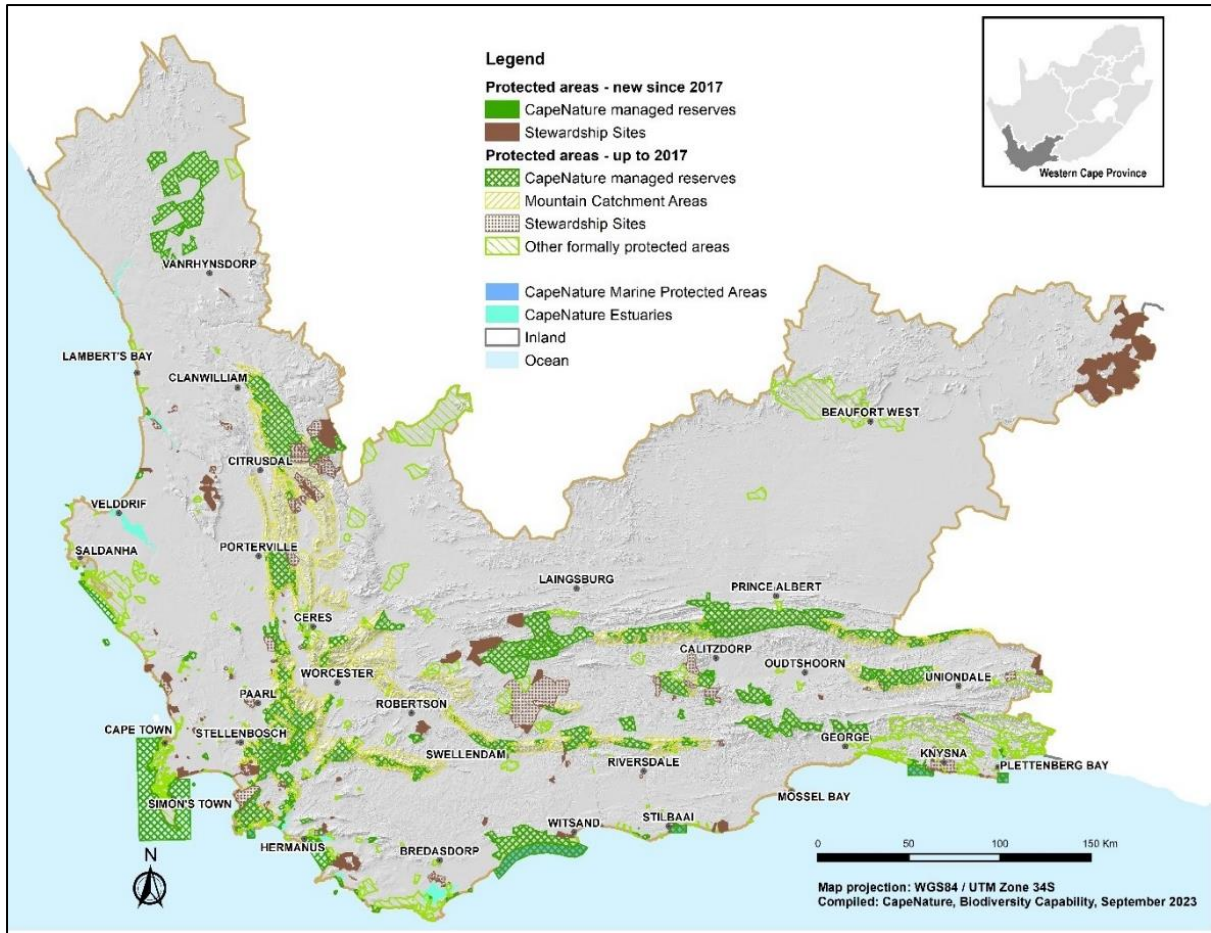 Legend
Protected areas - new since 2017
CapeNature managed reserves
Stewardship Sites
Protected areas - up to 2017
CapeNature managed reserves
Mountain Catchment Areas
Stewardship Sites
Other formally protected areas
CapeNature Marine Protected Areas
CapeNature Estuaries
Inland
Ocean
Western Cape Province
VANRHYNSDORP
LAMBERT'S BAY
CLANWILLIAM
BEAUFORT WEST
CITRUSDAL
VELDDRIF
SALDANHA
PORTERVILLE
LAINGSBURG
PRINCE ALBERT
CERES
CALITZDORP
OUDTSHOORN
WORCESTER
UNIONDALE
PAARL
ROBERTSON
CAPE TOWN
STELLENBOSCH
GEORGE
SWELLENDAM
KNYSNA
RIVERSDALE
PLETTENBERG BAY
MOSSEL BAY
SIMON'S TOWN
WITSAND
STILBAAI
HERMANUS
BREDASDORP
N
0 50 100 150 Km
Map projection: WGS84 / UTM Zone 34S
Compiled: CapeNature, Biodiversity Capability, September 2023